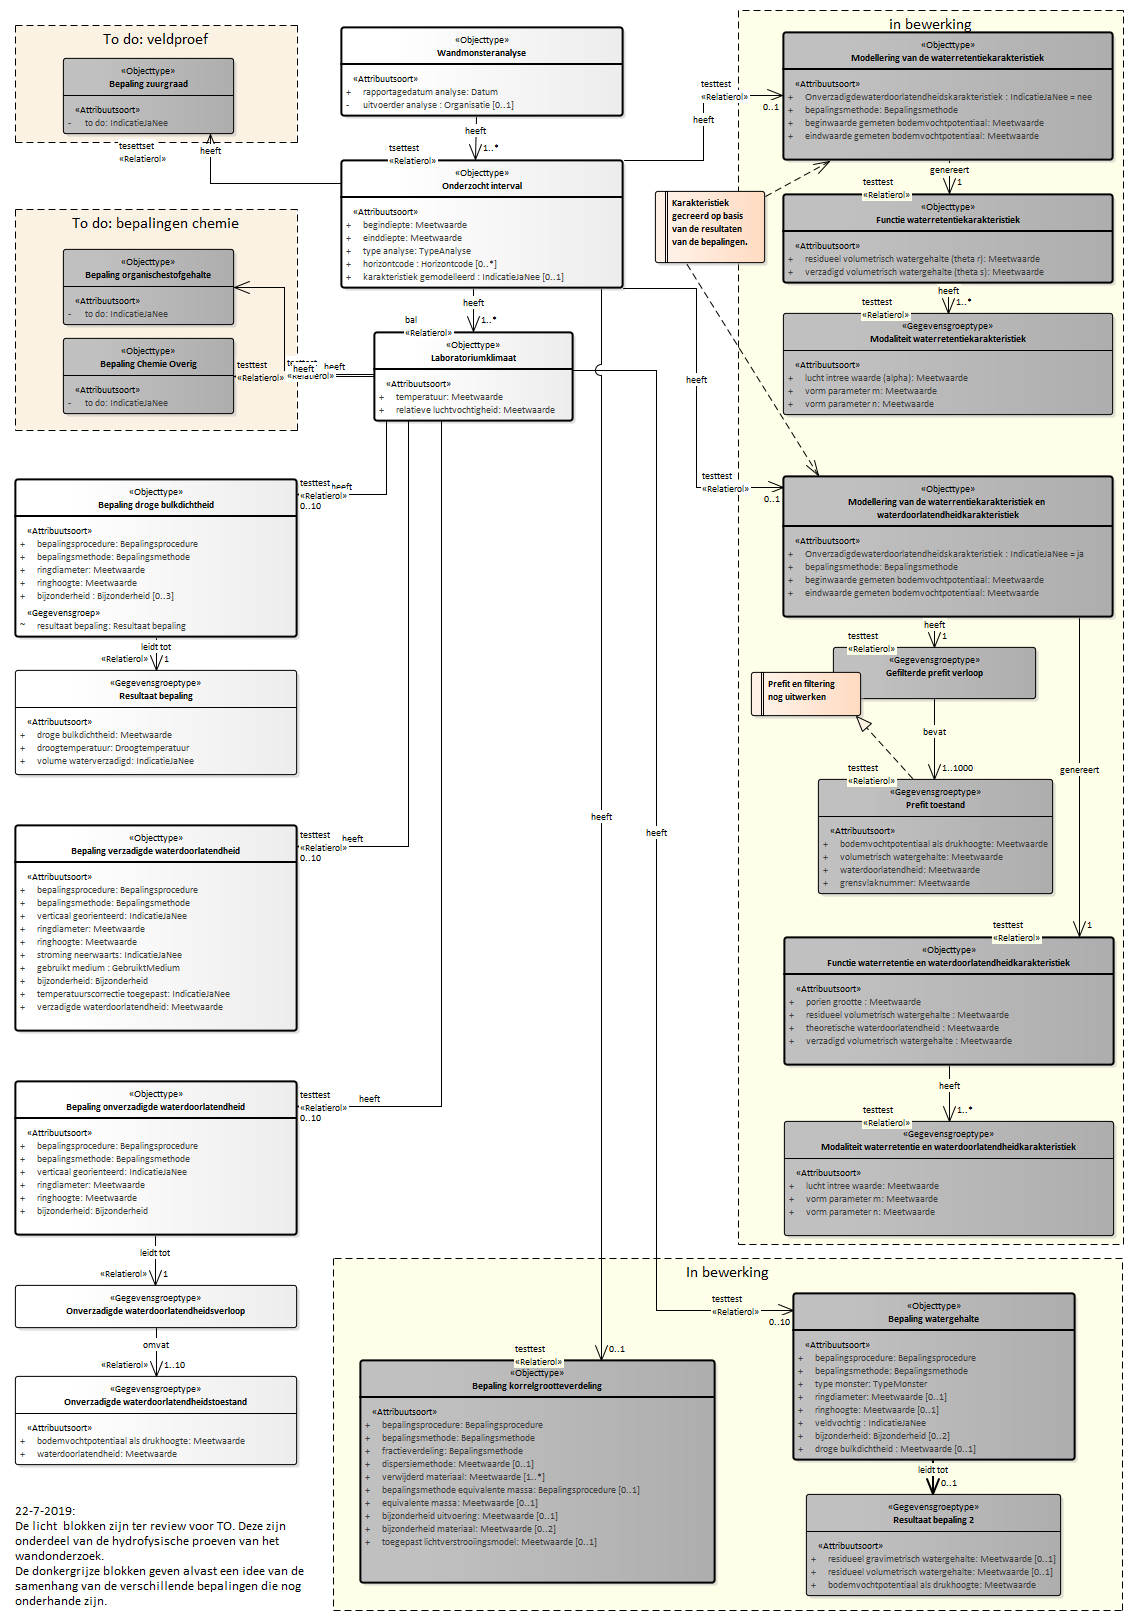 To do: veldproef
«Objecttype»
Bepaling zuurgraad
«Attribuutsoort»
- to do: IndicatieJaNee
tesettset
«Relatierol»
heeft
«Objecttype»
Wandmonsteranalyse
«Attribuutsoort»
+ rapportagedatum analyse: Datum
- uitvoerder analyse : Organisatie [0..1]
heeft
1..*
tsettest
«Relatierol»
«Objecttype»
Onderzocht interval
«Attribuutsoort»
+ begindiepte: Meetwaarde
+ einddiepte: Meetwaarde
+ type analyse: TypeAnalyse
+ horizontcode : Horizontcode [0..*]
+ karakteristiek gemodelleerd : IndicatieJaNee [0..1]
heeft
1..*
bal
«Relatierol»
«Objecttype»
Laboratoriumklimaat
«Attribuutsoort»
+ temperatuur: Meetwaarde
+ relatieve luchtvochtigheid: Meetwaarde
To do: bepalingen chemie
«Objecttype»
Bepaling organischestofgehalte
«Attribuutsoort»
- to do: IndicatieJaNee
«Objecttype»
Bepaling Chemie Overig
«Attribuutsoort»
- to do: IndicatieJaNee
testtest
«Relatierol»
heeft
heeft
«Relatierol»
testtest
heeft
«Relatierol»
0..10
«Objecttype»
Bepaling droge bulkdichtheid
«Attribuutsoort»
+ bepalingsprocedure: Bepalingsprocedure
+ bepalingsmethode: Bepalingsmethode
+ ringdiameter: Meetwaarde
+ ringhoogte: Meetwaarde
+ bijzonderheid : Bijzonderheid [0..3]
«Gegevensgroep»
~ resultaat bepaling: Resultaat bepaling
leidt tot
«Relatierol»
1
«Gegevensgroeptype»
Resultaat bepaling
«Attribuutsoort»
+ droge bulkdichtheid: Meetwaarde
+ droogtemperatuur: Droogtemperatuur
+ volume waterverzadigd: IndicatieJaNee
testtest
heeft
«Relatierol»
0..10
«Objecttype»
Bepaling verzadigde waterdoorlatendheid
«Attribuutsoort»
+ bepalingsprocedure: Bepalingsprocedure
+ bepalingsmethode: Bepalingsmethode
+ verticaal georienteerd: IndicatieJaNee
+ ringdiameter: Meetwaarde
+ ringhoogte: Meetwaarde
+ stroming neerwaarts: IndicatieJaNee
+ gebruikt medium : GebruiktMedium
+ bijzonderheid: Bijzonderheid
+ temperatuurscorrectie toegepast: IndicatieJaNee
+ verzadigde waterdoorlatendheid: Meetwaarde
testtest
heeft
«Relatierol»
0..10
«Objecttype»
Bepaling onverzadigde waterdoorlatendheid
«Attribuutsoort»
+ bepalingsprocedure: Bepalingsprocedure
+ bepalingsmethode: Bepalingsmethode
+ verticaal georienteerd: IndicatieJaNee
+ ringdiameter: Meetwaarde
+ ringhoogte: Meetwaarde
+ bijzonderheid: Bijzonderheid
leidt tot
«Relatierol»
1
«Gegevensgroeptype»
Onverzadigde waterdoorlatendheidsverloop
omvat
«Relatierol»
1..10
«Gegevensgroeptype»
Onverzadigde waterdoorlatendheidstoestand
«Attribuutsoort»
+ bodemvochtpotentiaal als drukhoogte: Meetwaarde
+ waterdoorlatendheid: Meetwaarde
22-7-2019:
De licht blokken zijn ter review voor TO. Deze zijn
onderdeel van de hydrofysische proeven van het
wandonderzoek.
De donkergrijze blokken geven alvast een idee van de
samenhang van de verschillende bepalingen die nog
onderhande zijn.
in bewerking
testtest
«Relatierol»
0..1
heeft
«Objecttype»
Modellering van de waterretentiekarakteristiek
«Attribuutsoort»
+ Onverzadigdewaterdoorlatendheidskarakteristiek : IndicatieJaNee = nee
+ bepalingsmethode: Bepalingsmethode
+ beginwaarde gemeten bodemvochtpotentiaal: Meetwaarde
+ eindwaarde gemeten bodemvochtpotentiaal: Meetwaarde
genereert
testtest
1
«Relatierol»
«Objecttype»
Functie waterretentiekarakteristiek
«Attribuutsoort»
+ residueel volumetrisch watergehalte (theta r): Meetwaarde
+ verzadigd volumetrisch watergehalte (theta s): Meetwaarde
Karakteristiek
gecreerd op basis
van de resultaten
van de bepalingen.
heeft
testtest
1..*
«Relatierol»
«Gegevensgroeptype»
Modaliteit waterretentiekarakteristiek
«Attribuutsoort»
+ lucht intree waarde (alpha): Meetwaarde
+ vorm parameter m: Meetwaarde
+ vorm parameter n: Meetwaarde
heeft
testtest
«Relatierol»
0..1
«Objecttype»
Modellering van de waterrentiekarakteristiek en
waterdoorlatendheidkarakteristiek
«Attribuutsoort»
+ Onverzadigdewaterdoorlatendheidskarakteristiek : IndicatieJaNee = ja
+ bepalingsmethode: Bepalingsmethode
+ beginwaarde gemeten bodemvochtpotentiaal: Meetwaarde
+ eindwaarde gemeten bodemvochtpotentiaal: Meetwaarde
heeft
testtest
1
«Relatierol»
«Gegevensgroeptype»
Gefilterde prefit verloop
Prefit en filtering
nog uitwerken
bevat
testtest
1..1000
«Relatierol»
«Gegevensgroeptype»
Prefit toestand
«Attribuutsoort»
+ bodemvochtpotentiaal als drukhoogte: Meetwaarde
+ volumetrisch watergehalte: Meetwaarde
+ waterdoorlatendheid: Meetwaarde
+ grensvlaknummer: Meetwaarde
genereert
testtest
1
«Relatierol»
«Objecttype»
Functie waterretentie en waterdoorlatendheidkarakteristiek
«Attribuutsoort»
+ porien grootte : Meetwaarde
+ residueel volumetrisch watergehalte : Meetwaarde
+ theoretische waterdoorlatendheid : Meetwaarde
+ verzadigd volumetrisch watergehalte : Meetwaarde
heeft
testtest
1..*
«Relatierol»
«Gegevensgroeptype»
Modaliteit waterretentie en waterdoorlatendheidkarakteristiek
«Attribuutsoort»
+ lucht intree waarde: Meetwaarde
+ vorm parameter m: Meetwaarde
+ vorm parameter n: Meetwaarde
heeft
heeft
In bewerking
testtest
0..1
«Relatierol»
«Objecttype»
Bepaling korrelgrootteverdeling
«Attribuutsoort»
+ bepalingsprocedure: Bepalingsprocedure
+ bepalingsmethode: Bepalingsmethode
+ fractieverdeling: Bepalingsmethode
+ dispersiemethode: Meetwaarde [0..1]
+ verwijderd materiaal: Meetwaarde [1..*]
+ bepalingsmethode equivalente massa: Bepalingsprocedure [0..1]
+ equivalente massa: Meetwaarde [0..1]
+ bijzonderheid uitvoering: Meetwaarde [0..1]
+ bijzonderheid materiaal: Meetwaarde [0..2]
+ toegepast lichtverstrooiingsmodel: Meetwaarde [0..1]
testtest
«Relatierol»
0..10
«Objecttype»
Bepaling watergehalte
«Attribuutsoort»
+ bepalingsprocedure: Bepalingsprocedure
+ bepalingsmethode: Bepalingsmethode
+ type monster: TypeMonster
+ ringdiameter: Meetwaarde [0..1]
+ ringhoogte: Meetwaarde [0..1]
+ veldvochtig : IndicatieJaNee
+ bijzonderheid: Bijzonderheid [0..2]
+ droge bulkdichtheid : Meetwaarde [0..1]
leidt tot
0..1
«Gegevensgroeptype»
Resultaat bepaling 2
«Attribuutsoort»
+ residueel gravimetrisch watergehalte: Meetwaarde [0..1]
+ residueel volumetrisch watergehalte: Meetwaarde [0..1]
+ bodemvochtpotentiaal als drukhoogte: Meetwaarde